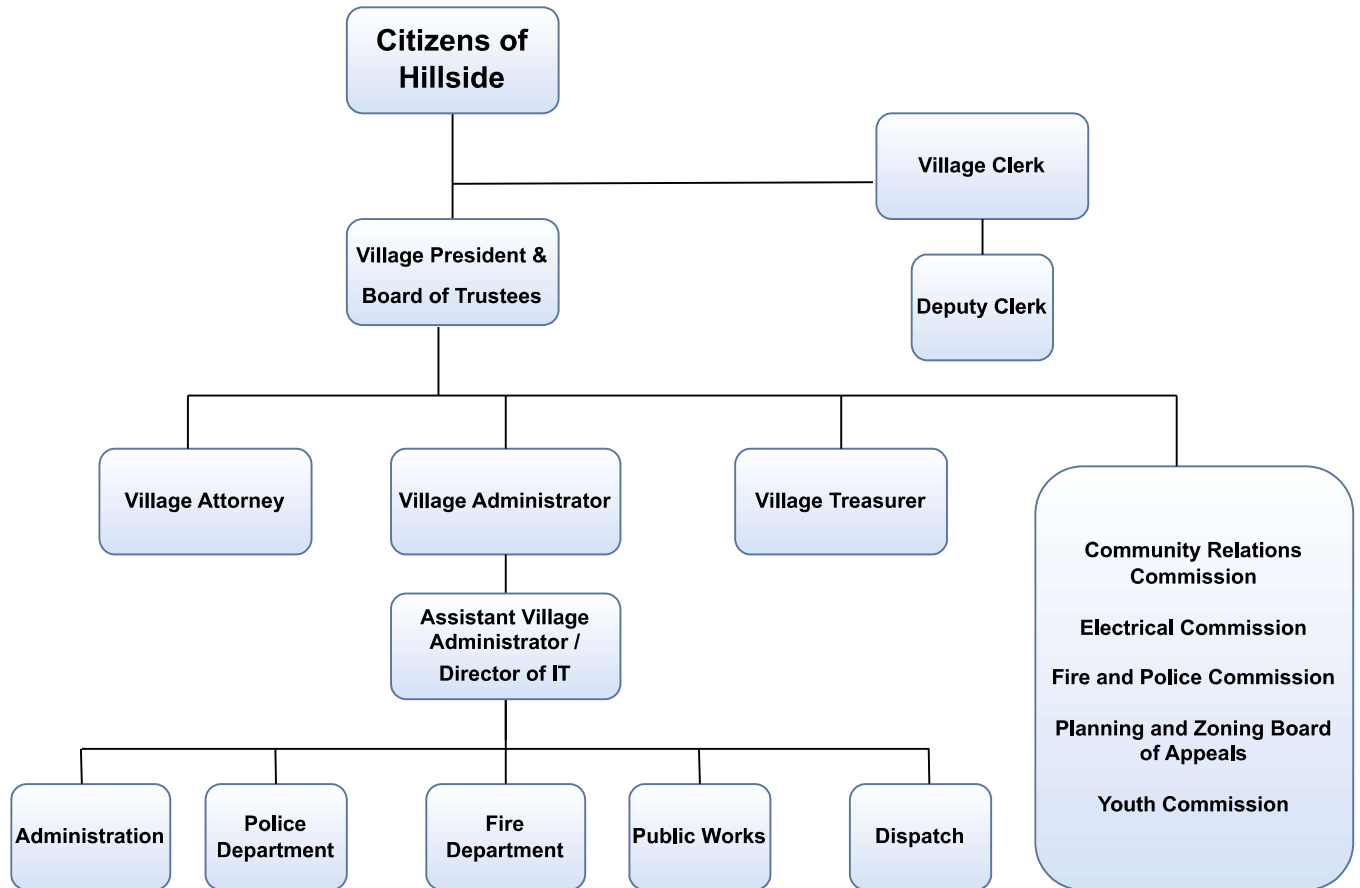 Citizens of
Hillside
Village Clerk
Village President &
Board of Trustees
Deputy Clerk
Village Attorney
Village Administrator
Village Treasurer
Community Relations
Commission
Electrical Commission
Fire and Police Commission
Planning and Zoning Board
of Appeals
Youth Commission
Assistant Village
Administrator /
Director of IT
Administration
Police
Department
Fire
Department
Public Works
Dispatch